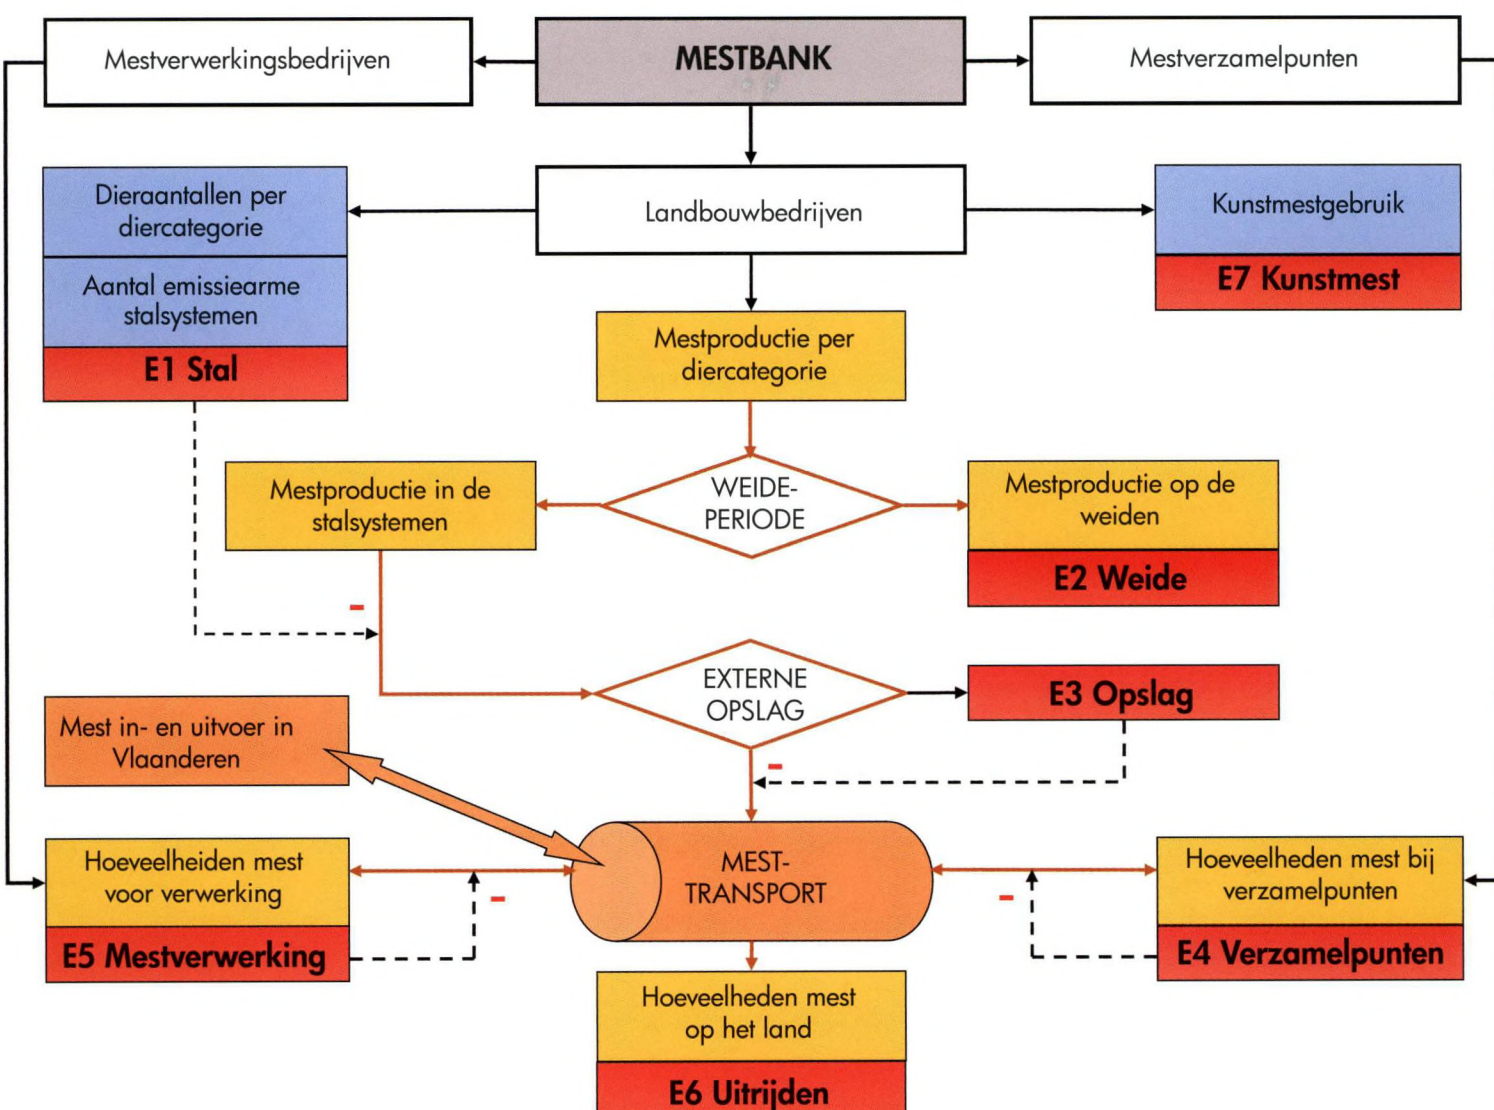 Mestverwerkingsbedrijven
MESTBANK
Mestverzamelpunten
Dieraantallen per
diercategorie
Aantal emissiearme
stalsystemen
E1 Stal
Landbouwbedrijven
Kunstmestgebruik
E7 Kunstmest
Mestproductie per
diercategorie
Mestproductie in de
stalsystemen
WEIDE-
PERIODE
Mestproductie op de
weiden
E2 Weide
-
EXTERNE
OPSLAG
E3 Opslag
-
Mest in- en uitvoer in
Vlaanderen
Hoeveelheiden mest
voor verwerking
E5 Mestverwerking
-
MEST-
TRANSPORT
-
Hoeveelheden mest bij
verzamelpunten
E4 Verzamelpunten
Hoeveelheden mest
op het land
E6 Uitrijden